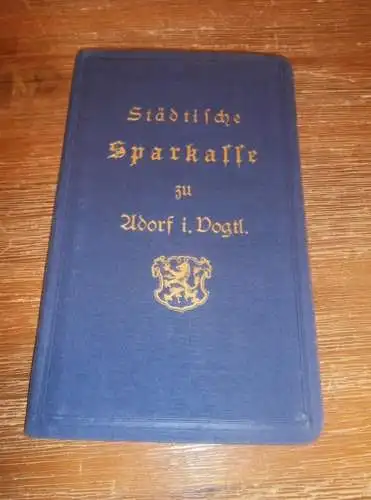 Städtische
Sparkasse
zu
Adorf i. Vogtl.